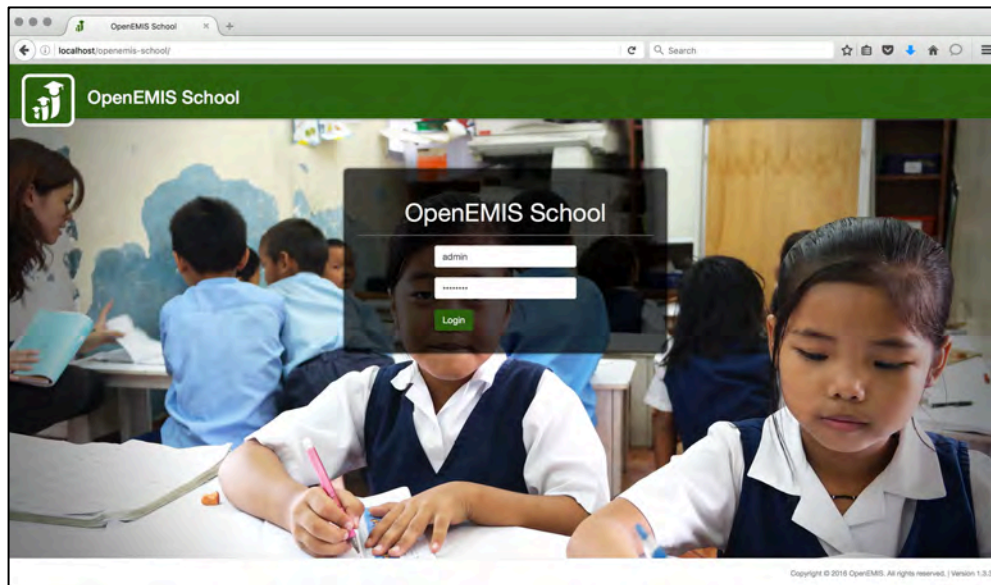 OpenEMIS School
localhost/openemis-school/
Search
OpenEMIS School
OpenEMIS School
admin
••••••••
Login
Copyright © 2016 OpenEMIS. All rights reserved. | Version 1.3.